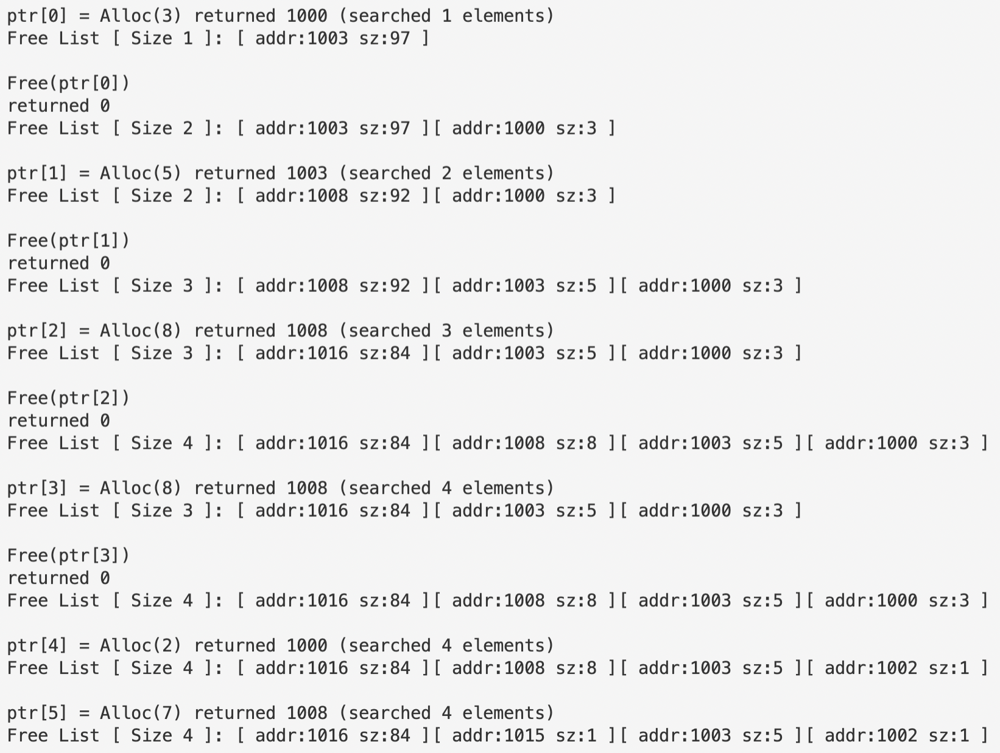 ptr[0] = Alloc(3) returned 1000 (searched 1 elements)
Free List [ Size 1 ]: [ addr:1003 sz:97 ]
Free(ptr[0])
returned 0
Free List [ Size 2 ]: [ addr:1003 sz:97 ][ addr:1000 sz:3 ]
ptr[1] = Alloc(5) returned 1003 (searched 2 elements)
Free List [ Size 2 ]: [ addr:1008 sz:92 ][ addr:1000 sz:3 ]
Free(ptr[1])
returned 0
Free List [ Size 3 ]: [ addr:1008 sz:92 ][ addr:1003 sz:5 ][ addr:1000 sz:3 ]
ptr[2] = Alloc(8) returned 1008 (searched 3 elements)
Free List [ Size 3 ]: [ addr:1016 sz:84 ][ addr:1003 sz:5 ][ addr:1000 sz:3 ]
Free(ptr[2])
returned 0
Free List [ Size 4 ]: [ addr:1016 sz:84 ][ addr:1008 sz:8 ][ addr:1003 sz:5 ][ addr:1000 sz:3 ]
ptr[3] = Alloc(8) returned 1008 (searched 4 elements)
Free List [ Size 3 ]: [ addr:1016 sz:84 ][ addr:1003 sz:5 ][ addr:1000 sz:3 ]
Free(ptr[3])
returned 0
Free List [ Size 4 ]: [ addr:1016 sz:84 ][ addr:1008 sz:8 ][ addr:1003 sz:5 ][ addr:1000 sz:3 ]
ptr[4] = Alloc(2) returned 1000 (searched 4 elements)
Free List [ Size 4 ]: [ addr:1016 sz:84 ][ addr:1008 sz:8 ][ addr:1003 sz:5 ][ addr:1002 sz:1 ]
ptr[5] = Alloc(7) returned 1008 (searched 4 elements)
Free List [ Size 4 ]: [ addr:1016 sz:84 ][ addr:1015 sz:1 ][ addr:1003 sz:5 ][ addr:1002 sz:1 ]